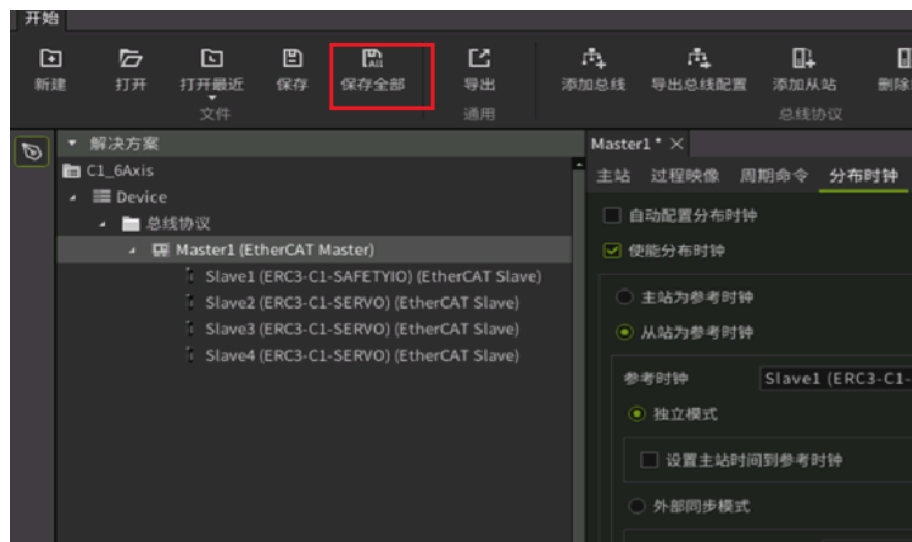 开始
新建 打开 打开最近 保存 保存全部 导出 添加总线 导出总线配置 添加从站 删除
文件 通用 总线协议
解决方案
C1_6Axis
Device
总线协议
Master1 (EtherCAT Master)
Slave1 (ERC3-C1-SAFETYIO) (EtherCAT Slave)
Slave2 (ERC3-C1-SERVO) (EtherCAT Slave)
Slave3 (ERC3-C1-SERVO) (EtherCAT Slave)
Slave4 (ERC3-C1-SERVO) (EtherCAT Slave)
Master1 *
主站 过程映像 周期命令 分布时钟
自动配置分布时钟
使能分布时钟
主站为参考时钟
从站为参考时钟
参考时钟 Slave1 (ERC3-C1-
独立模式
设置主站时间到参考时钟
外部同步模式